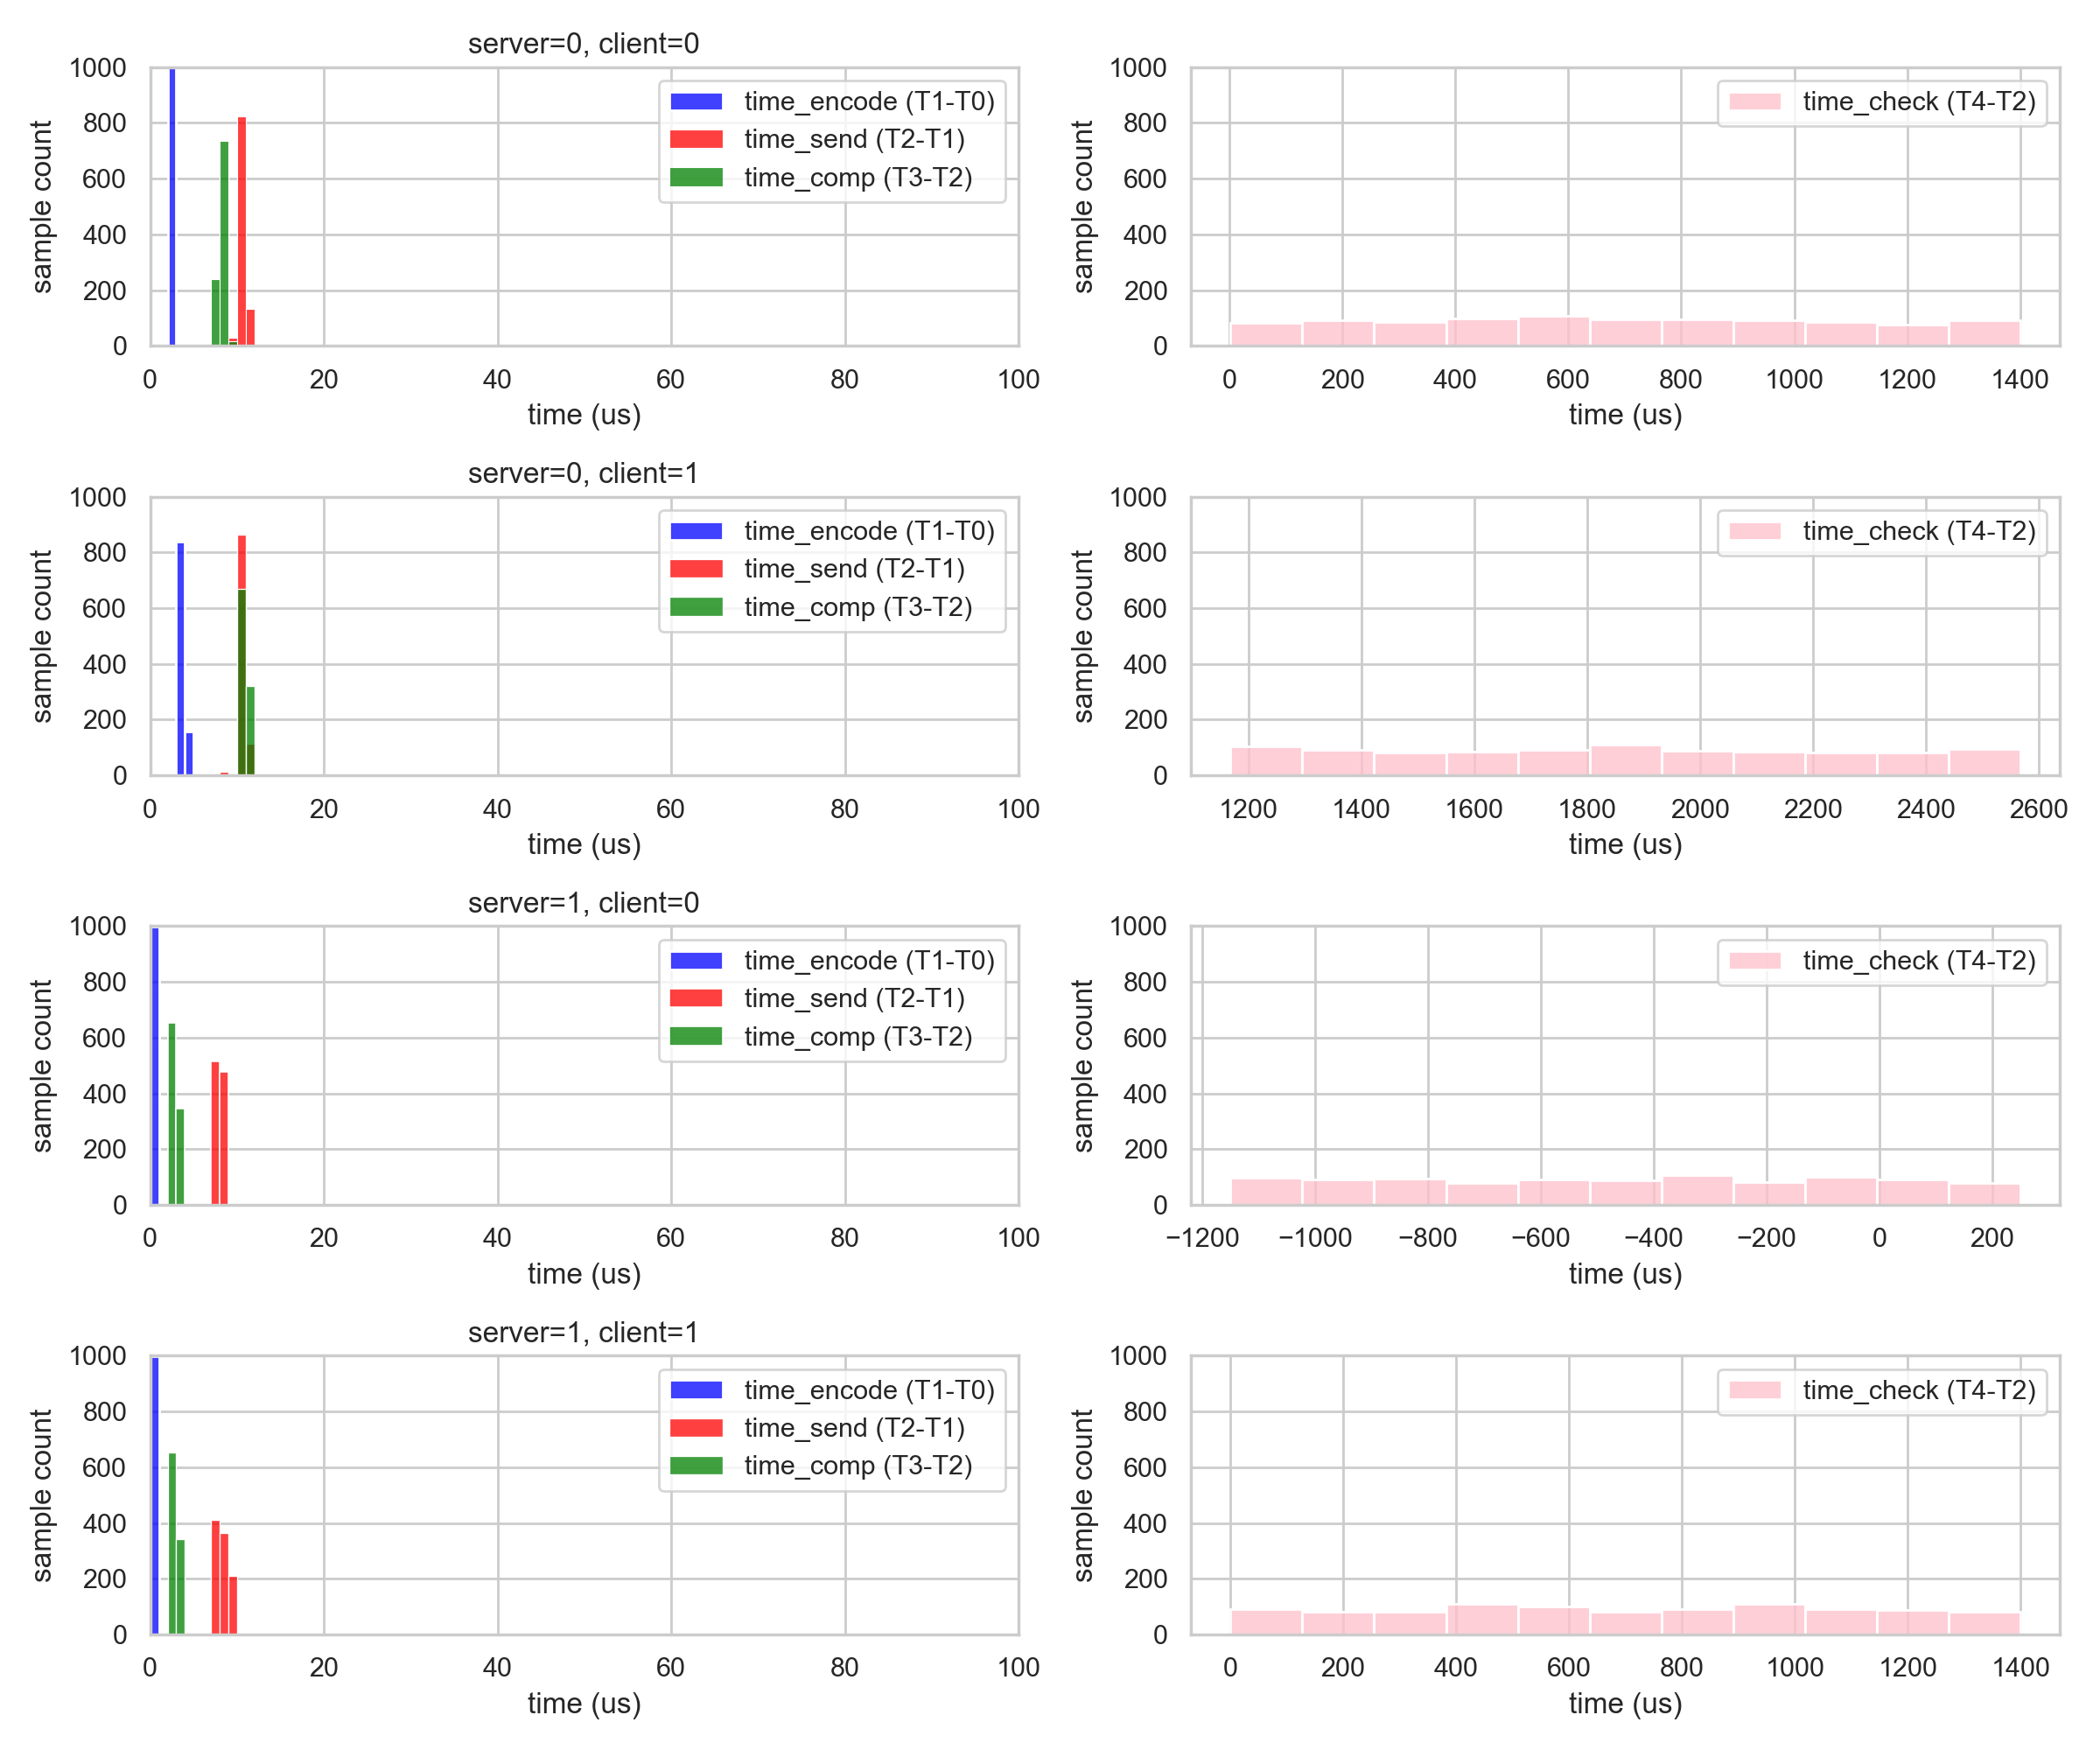 server=0, client=0
1000
800
600
400
200
0
sample count
time_encode (T1-T0)
time_send (T2-T1)
time_comp (T3-T2)
0 20 40 60 80 100
time (us)
1000
800
600
400
200
0
sample count
time_check (T4-T2)
0 200 400 600 800 1000 1200 1400
time (us)
server=0, client=1
1000
800
600
400
200
0
sample count
time_encode (T1-T0)
time_send (T2-T1)
time_comp (T3-T2)
0 20 40 60 80 100
time (us)
1000
800
600
400
200
0
sample count
time_check (T4-T2)
1200 1400 1600 1800 2000 2200 2400 2600
time (us)
server=1, client=0
1000
800
600
400
200
0
sample count
time_encode (T1-T0)
time_send (T2-T1)
time_comp (T3-T2)
0 20 40 60 80 100
time (us)
1000
800
600
400
200
0
sample count
time_check (T4-T2)
−1200 −1000 −800 −600 −400 −200 0 200
time (us)
server=1, client=1
1000
800
600
400
200
0
sample count
time_encode (T1-T0)
time_send (T2-T1)
time_comp (T3-T2)
0 20 40 60 80 100
time (us)
1000
800
600
400
200
0
sample count
time_check (T4-T2)
0 200 400 600 800 1000 1200 1400
time (us)